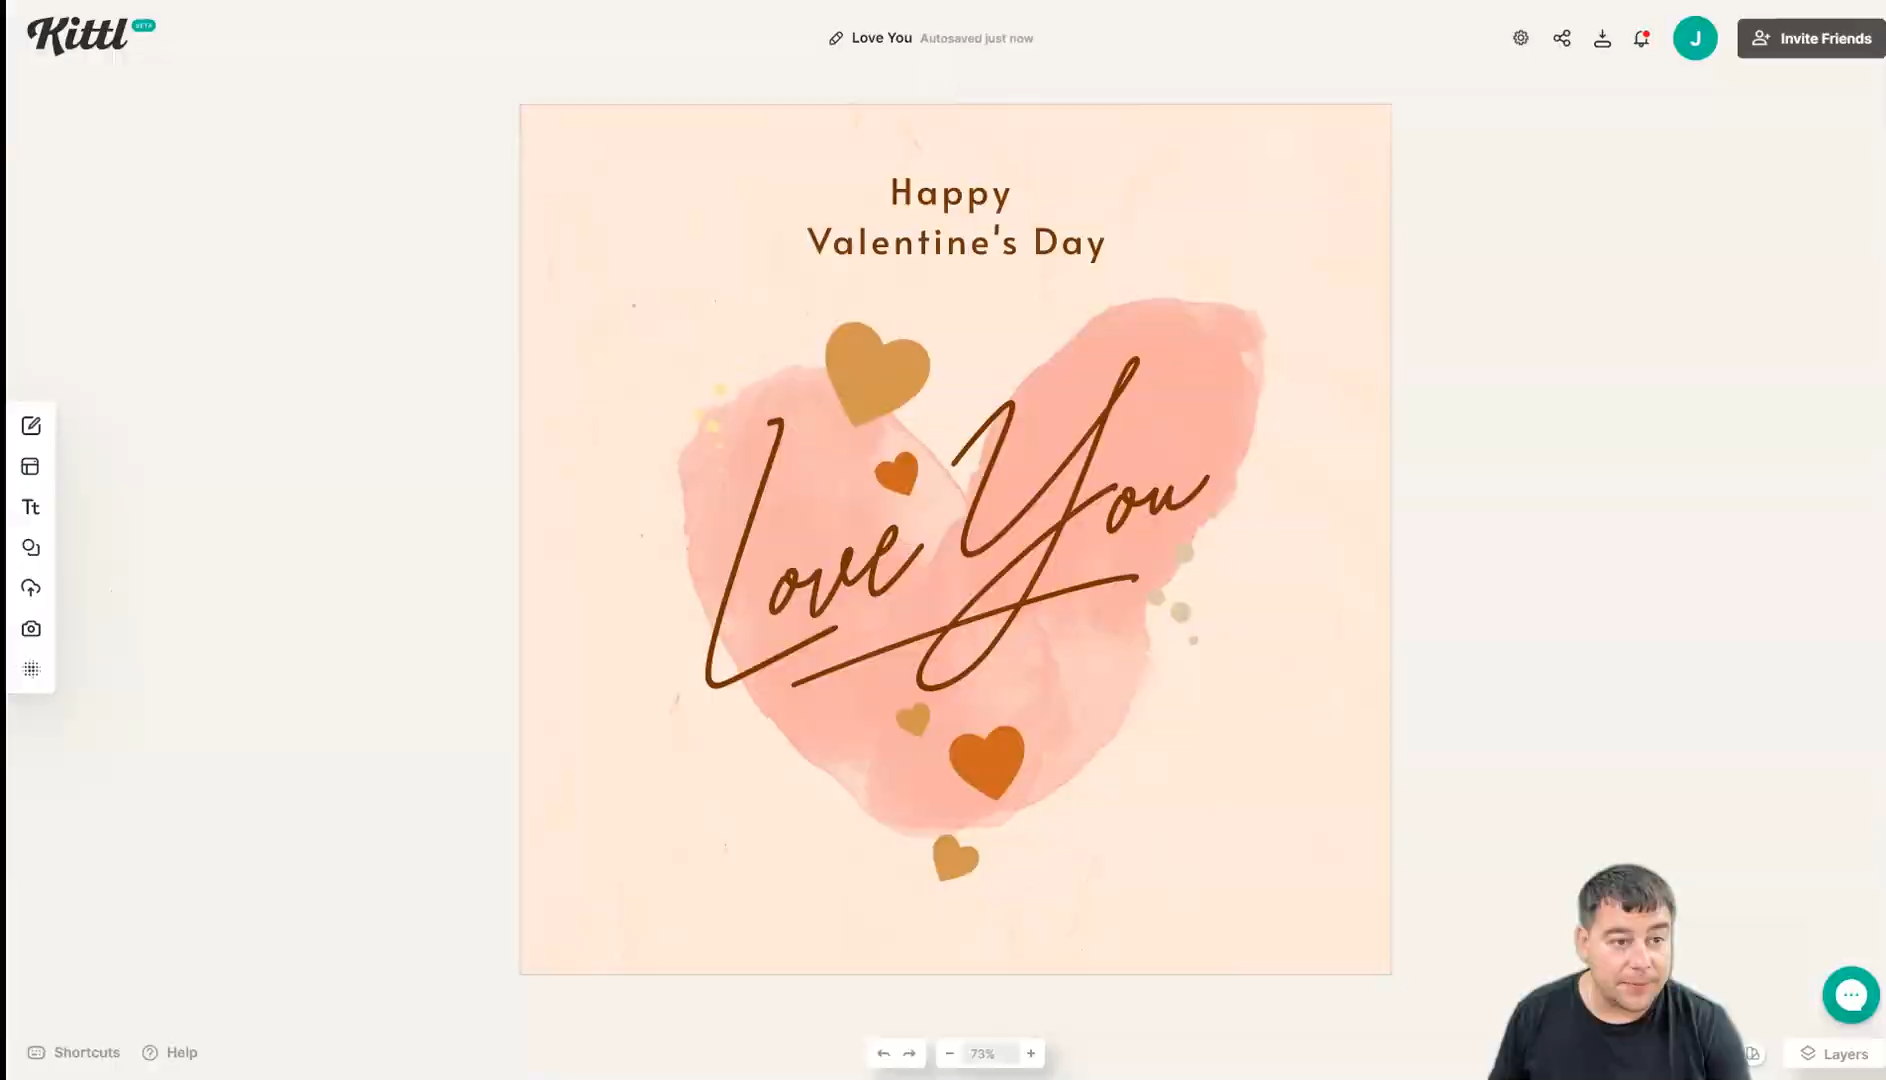 Kittl BETA
Love You Autosaved just now
J
Invite Friends
Happy
Valentine's Day
Love You
Tt
Shortcuts
Help
73%
Layers